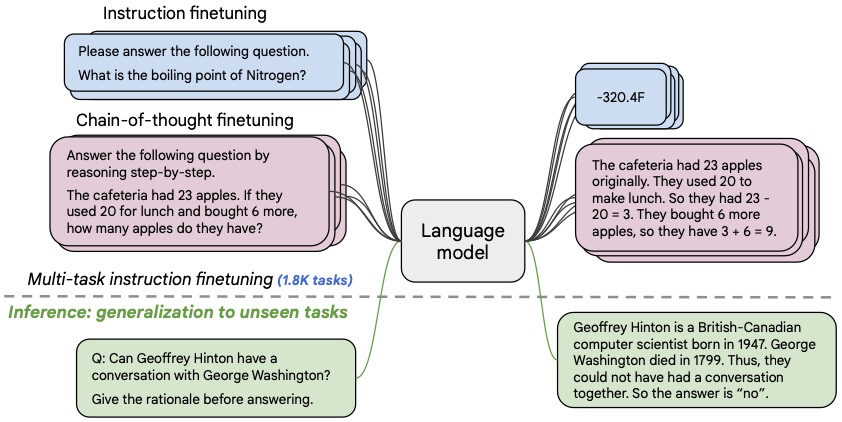 Instruction finetuning
Please answer the following question.
What is the boiling point of Nitrogen?
-320.4F
Chain-of-thought finetuning
Answer the following question by
reasoning step-by-step.
The cafeteria had 23 apples. If they
used 20 for lunch and bought 6 more,
how many apples do they have?
The cafeteria had 23 apples
originally. They used 20 to
make lunch. So they had 23 -
20 = 3. They bought 6 more
apples, so they have 3 + 6 = 9.
Language
model
Multi-task instruction finetuning (1.8K tasks)
Inference: generalization to unseen tasks
Q: Can Geoffrey Hinton have a
conversation with George Washington?
Give the rationale before answering.
Geoffrey Hinton is a British-Canadian
computer scientist born in 1947. George
Washington died in 1799. Thus, they
could not have had a conversation
together. So the answer is “no”.